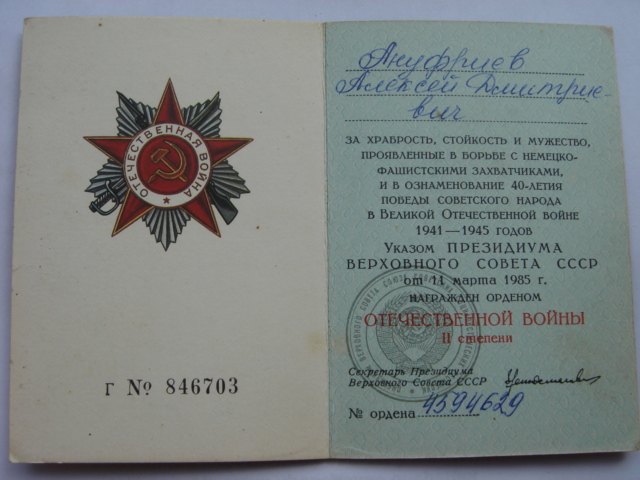 ОТЕЧЕСТВЕННАЯ ВОЙНА
Г № 846703
Ануфриев
Алексей Дмитрие-
вич
ЗА ХРАБРОСТЬ, СТОЙКОСТЬ И МУЖЕСТВО,
ПРОЯВЛЕННЫЕ В БОРЬБЕ С НЕМЕЦКО-
ФАШИСТСКИМИ ЗАХВАТЧИКАМИ,
И В ОЗНАМЕНОВАНИЕ 40-ЛЕТИЯ
ПОБЕДЫ СОВЕТСКОГО НАРОДА
В ВЕЛИКОЙ ОТЕЧЕСТВЕННОЙ ВОЙНЕ
1941—1945 ГОДОВ
УКАЗОМ ПРЕЗИДИУМА
ВЕРХОВНОГО СОВЕТА СССР
от 11 марта 1985 г.
НАГРАЖДЕН ОРДЕНОМ
ОТЕЧЕСТВЕННОЙ ВОЙНЫ
II степени
Секретарь Президиума
Верховного Совета СССР
№ ордена 4594629